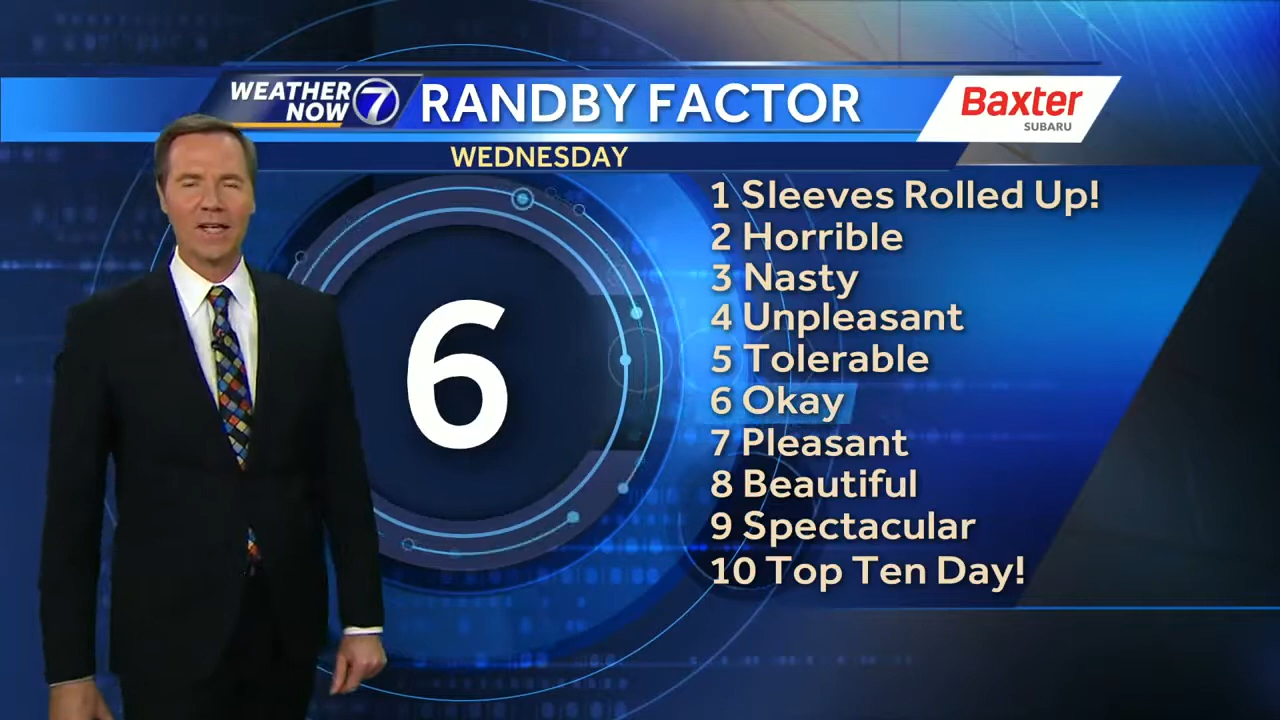 WEATHER
NOW 7
RANDBY FACTOR
Baxter
SUBARU
WEDNESDAY
6
1 Sleeves Rolled Up!
2 Horrible
3 Nasty
4 Unpleasant
5 Tolerable
6 Okay
7 Pleasant
8 Beautiful
9 Spectacular
10 Top Ten Day!